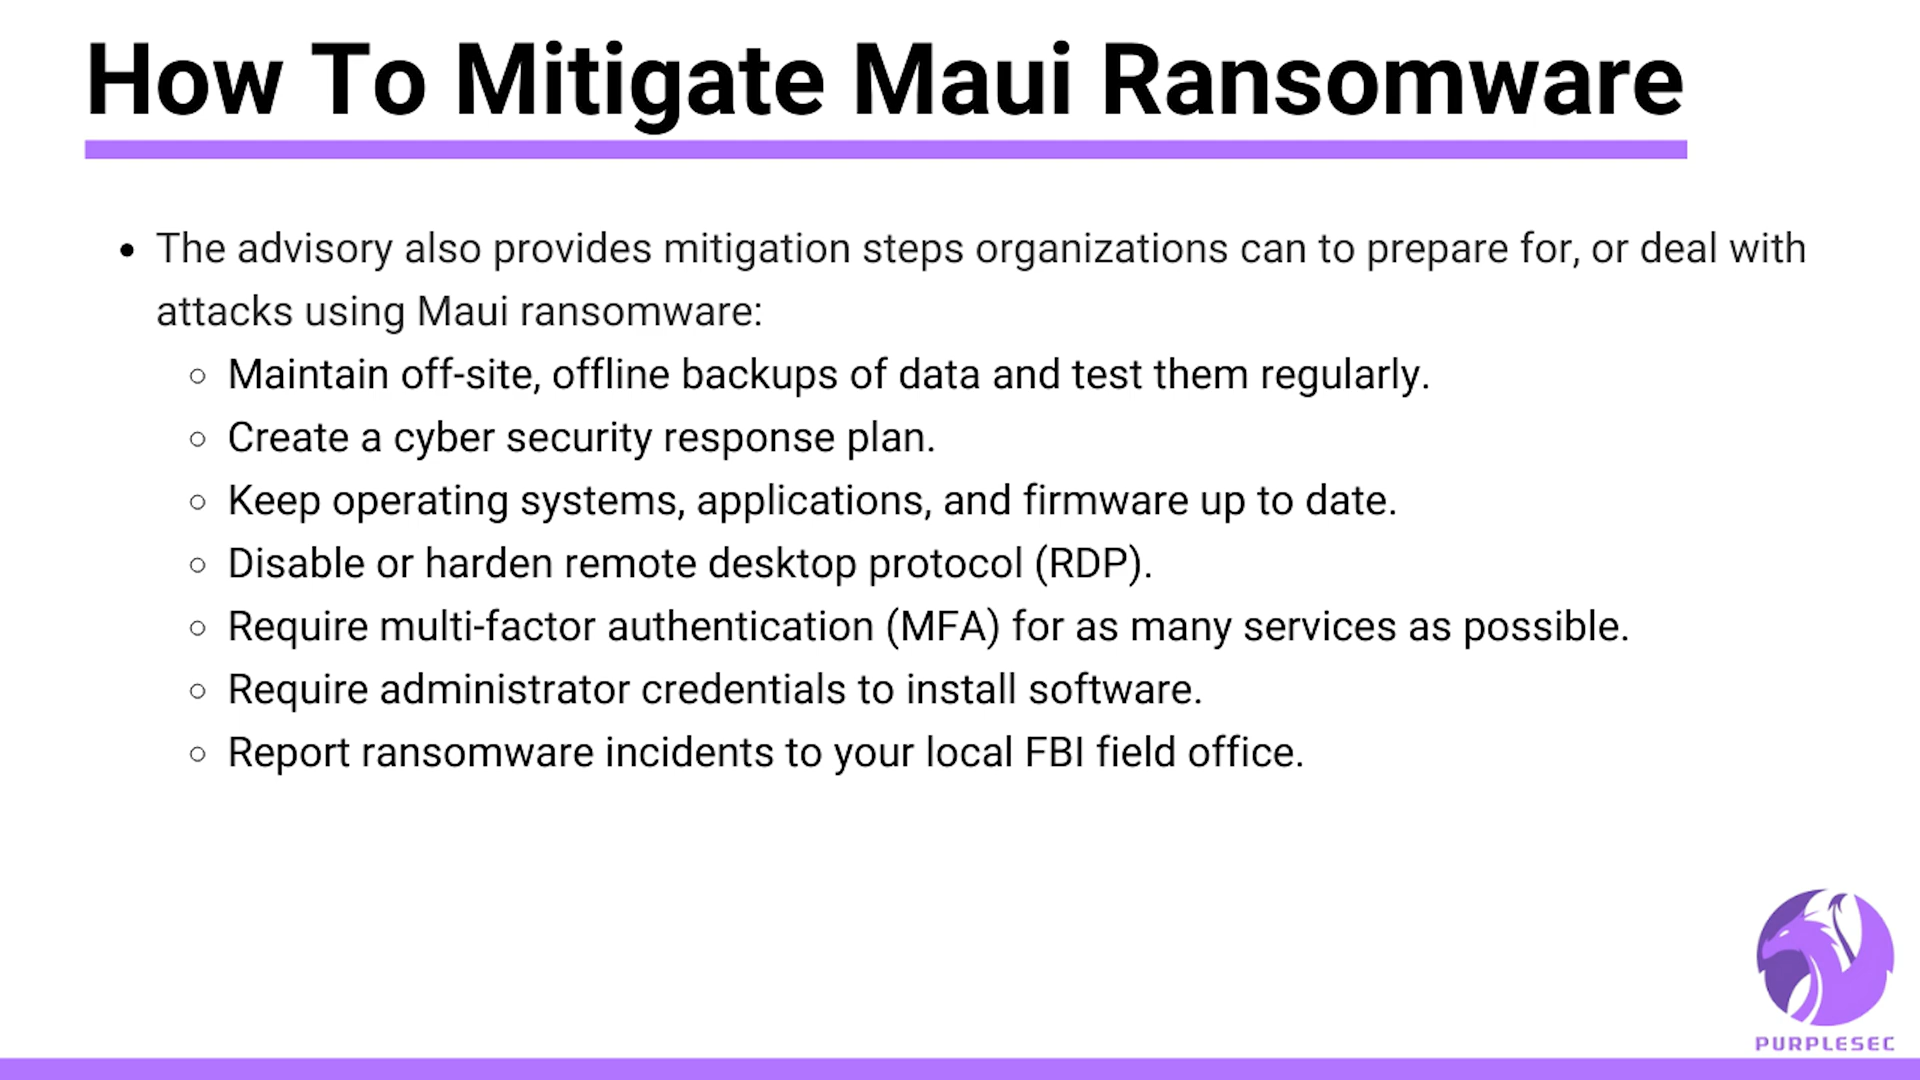 How To Mitigate Maui Ransomware
• The advisory also provides mitigation steps organizations can to prepare for, or deal with
attacks using Maui ransomware:
○ Maintain off-site, offline backups of data and test them regularly.
○ Create a cyber security response plan.
○ Keep operating systems, applications, and firmware up to date.
○ Disable or harden remote desktop protocol (RDP).
○ Require multi-factor authentication (MFA) for as many services as possible.
○ Require administrator credentials to install software.
○ Report ransomware incidents to your local FBI field office.
PURPLESEC